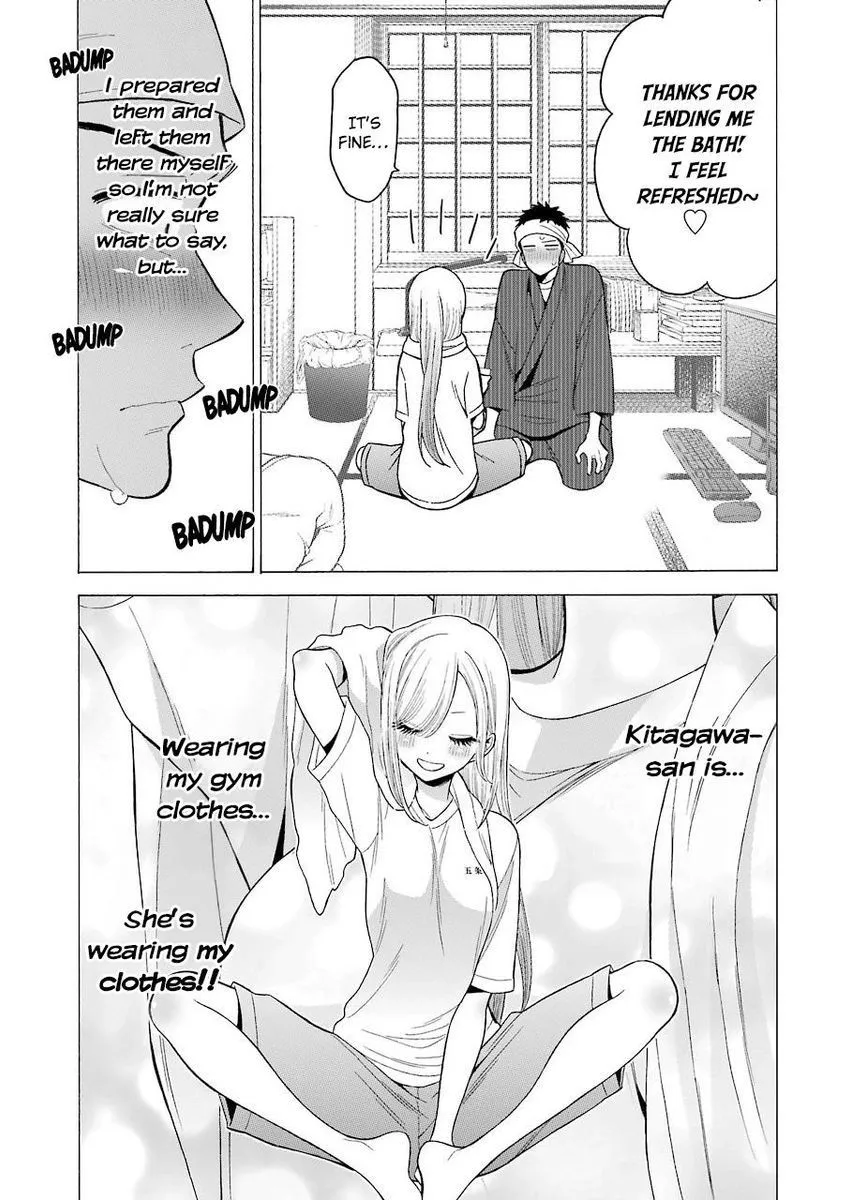 THANKS FOR
LENDING ME
THE BATH!
I FEEL
REFRESHED~
♡
IT'S
FINE...
BADUMP
I prepared
them and
left them
there myself
so I'm not
really sure
what to say,
but...
BADUMP
BADUMP
BADUMP
Kitagawa-
san is...
Wearing
my gym
clothes...
五条
She's
wearing my
clothes!!